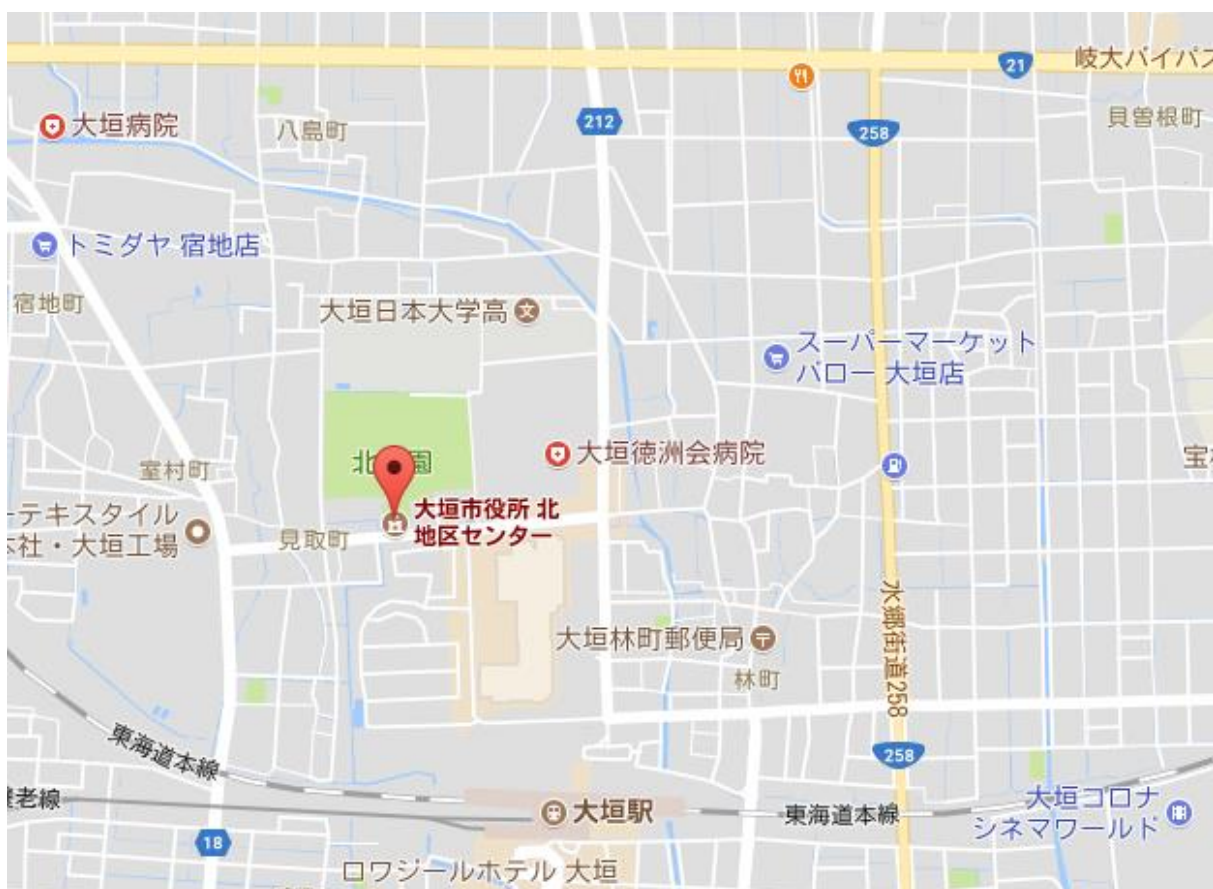 岐大バイパス
21
212
258
大垣病院
八島町
貝曽根町
トミダヤ 宿地店
宿地町
大垣日本大学高
スーパーマーケット
バロー 大垣店
大垣徳洲会病院
室村町
大垣市役所 北
地区センター
見取町
ーテキスタイル
本社・大垣工場
水郷街道258
大垣林町郵便局
林町
258
東海道本線
大垣駅
東海道本線
大垣コロナ
シネマワールド
18
ロワジールホテル 大垣